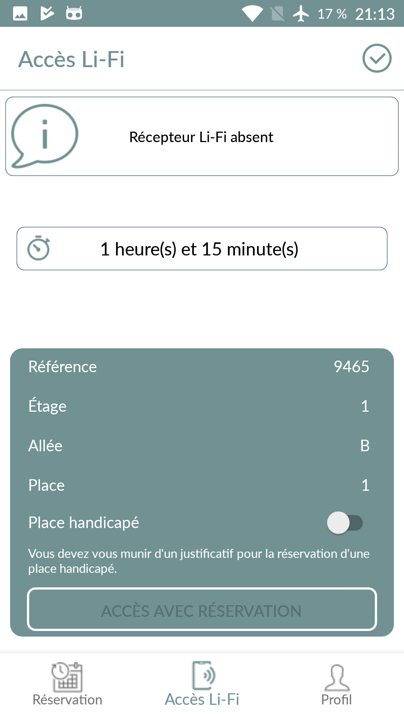 17 % 21:13
Accès Li-Fi
Récepteur Li-Fi absent
1 heure(s) et 15 minute(s)
Référence 9465
Étage 1
Allée B
Place 1
Place handicapé
Vous devez vous munir d'un justificatif pour la réservation d'une
place handicapé.
ACCÈS AVEC RÉSERVATION
Réservation Accès Li-Fi Profil